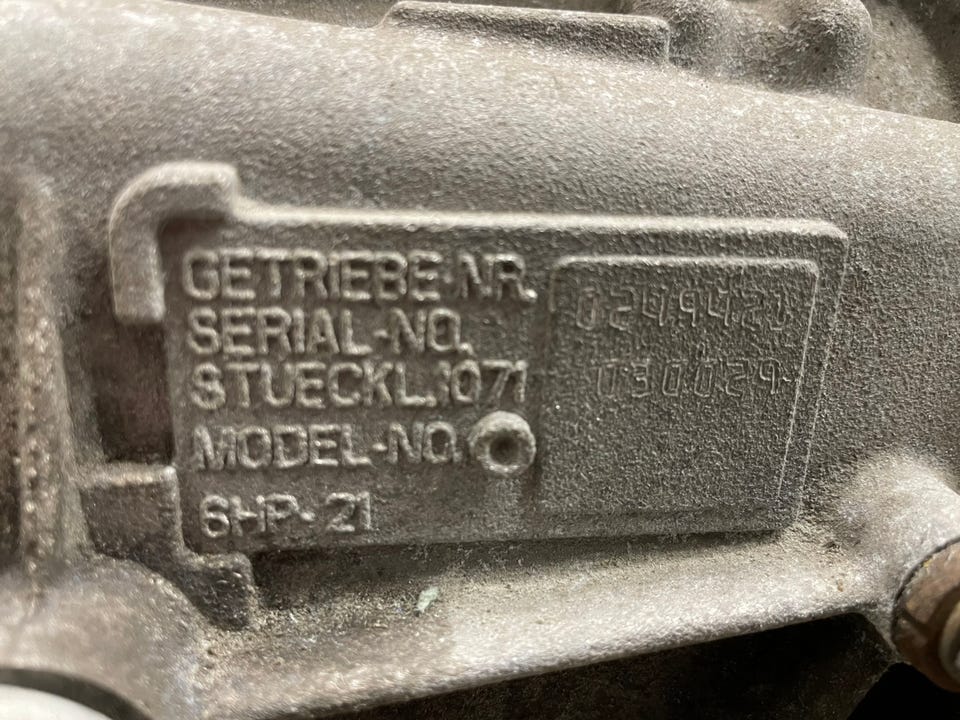 GETRIEBE-NR. 0249421
SERIAL-NO.
STUECKL.1071 030029
MODEL-NO.
6HP-21